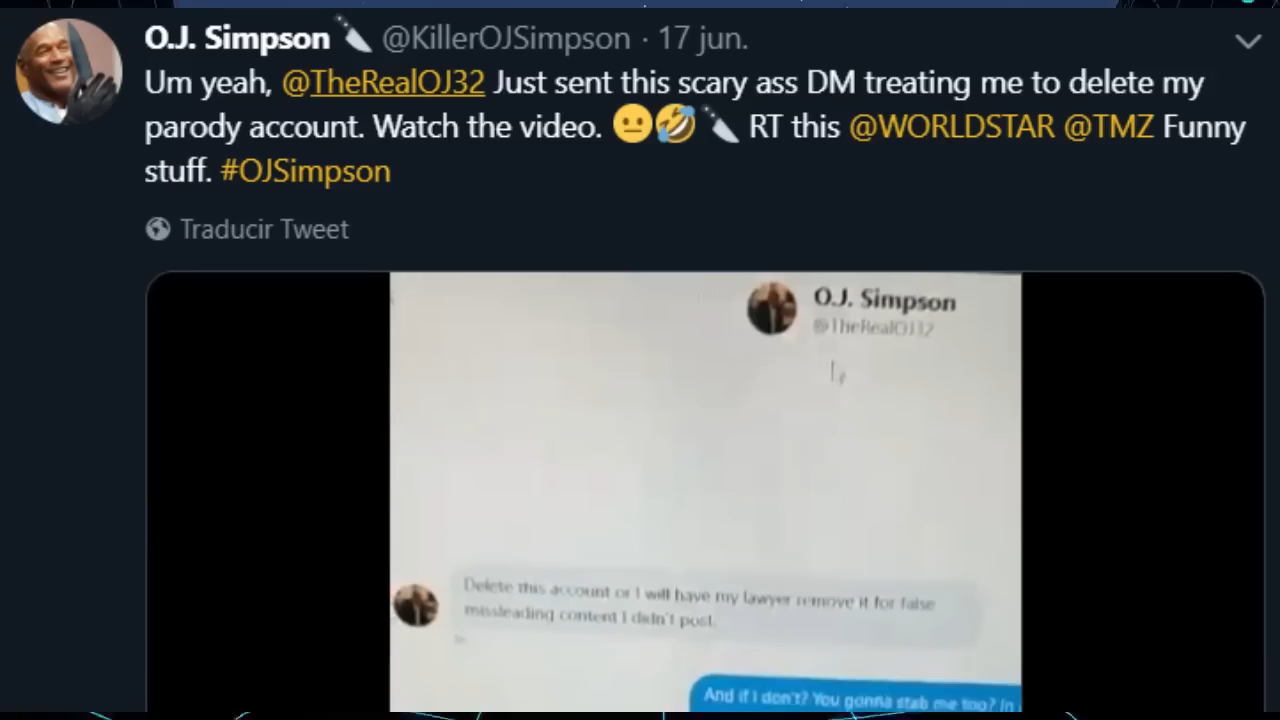 O.J. Simpson 🔪 @KillerOJSimpson · 17 jun.
Um yeah, @TheRealOJ32 Just sent this scary ass DM treating me to delete my
parody account. Watch the video. 😐🤣🔪 RT this @WORLDSTAR @TMZ Funny
stuff. #OJSimpson
Traducir Tweet
O.J. Simpson
@TheRealOJ32
Delete this account or I will have my lawyer remove it for false
missleading content I didn't post.
And if I don't? You gonna stab me too? In